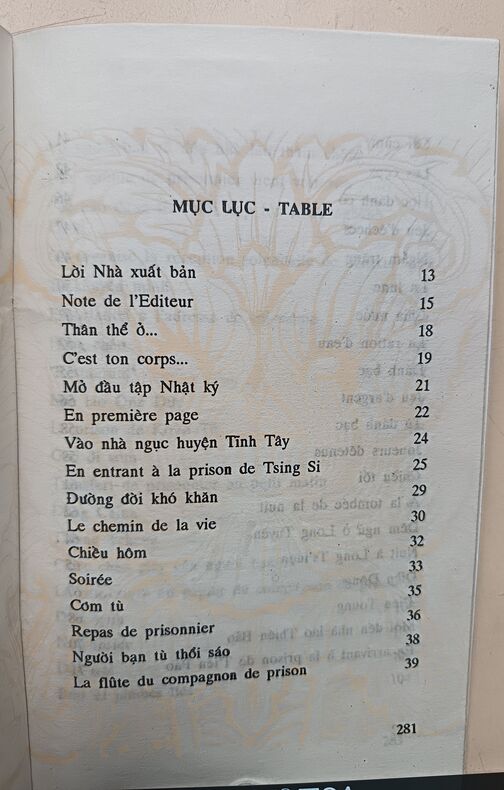 MỤC LỤC - TABLE
Lời Nhà xuất bản 13
Note de l'Editeur 15
Thân thể ở... 18
C'est ton corps... 19
Mở đầu tập Nhật ký 21
En première page 22
Vào nhà ngục huyện Tĩnh Tây 24
En entrant à la prison de Tsing Si 25
Đường đời khó khăn 29
Le chemin de la vie 30
Chiều hôm 32
Soirée 33
Cơm tù 35
Repas de prisonnier 36
Người bạn tù thổi sáo 38
La flûte du compagnon de prison 39
281